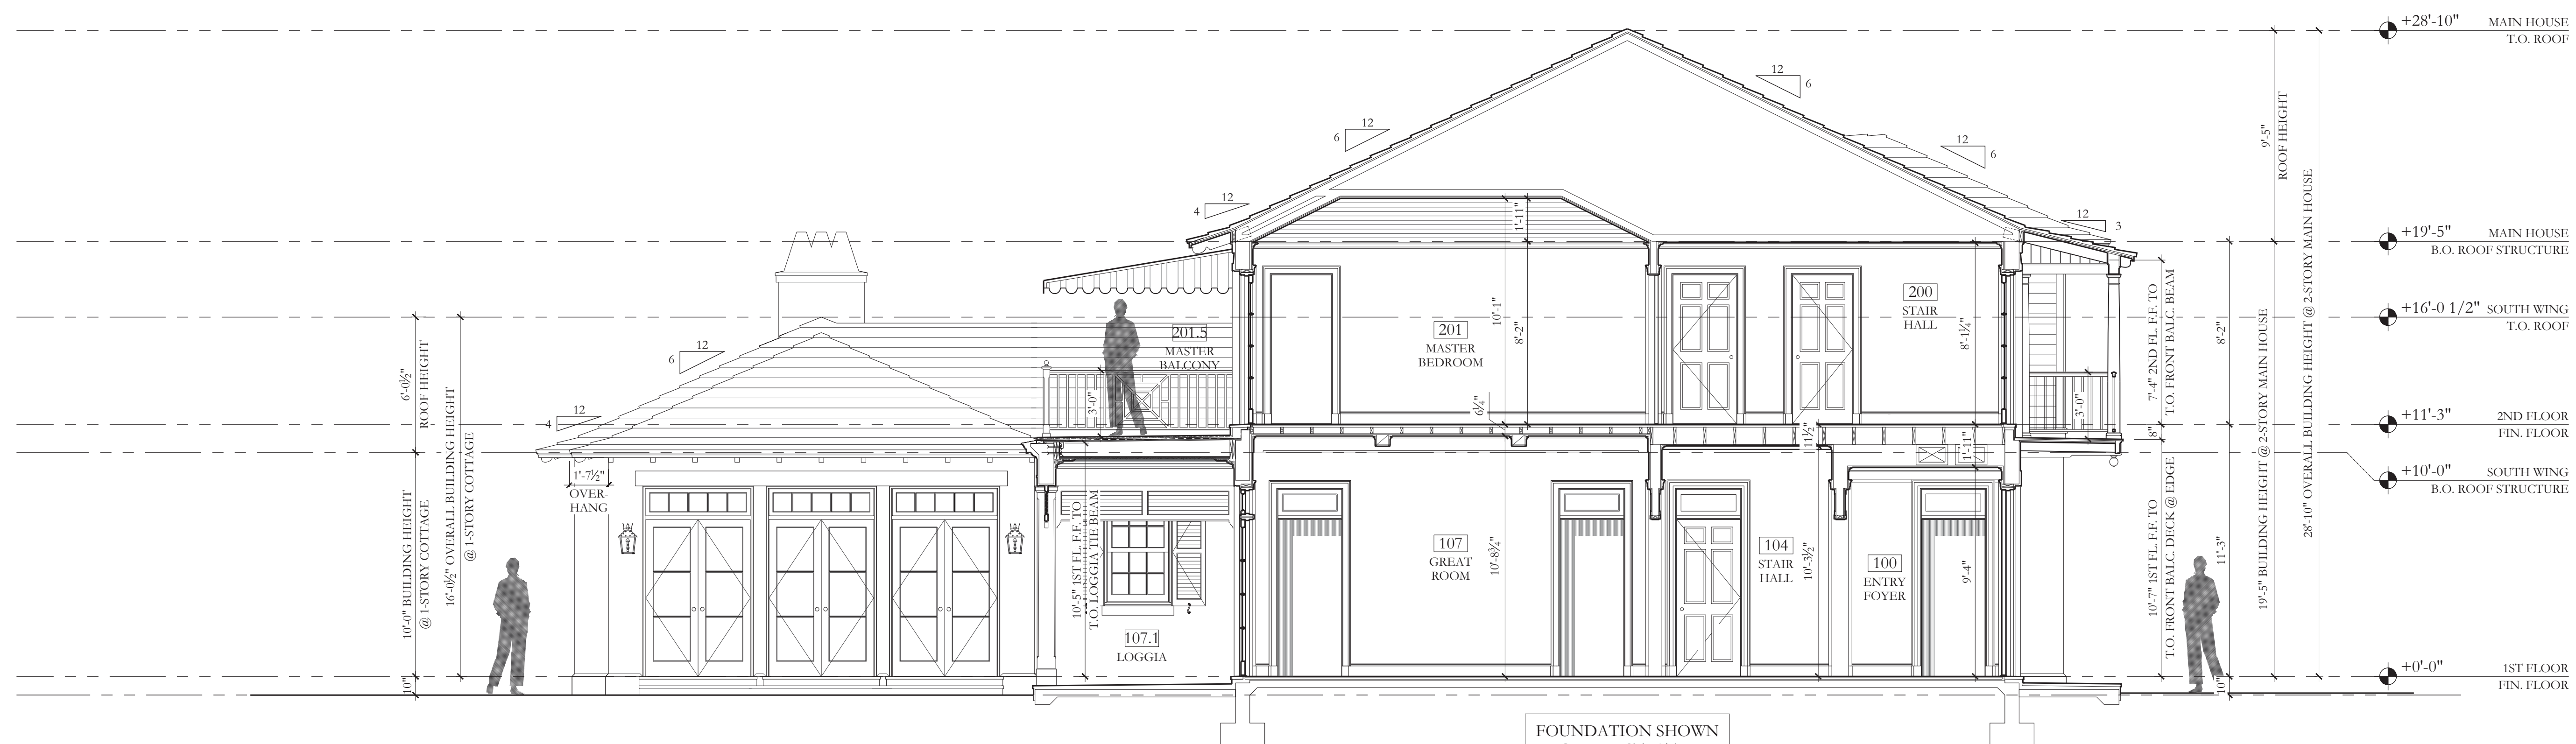 +28'-10" MAIN HOUSE
T.O. ROOF
12
6
12
6
12
6
9'-5"
ROOF HEIGHT
12
4
12
3
1'-11"
+19'-5" MAIN HOUSE
B.O. ROOF STRUCTURE
+16'-0 1/2" SOUTH WING
T.O. ROOF
200
STAIR
HALL
201
MASTER
BEDROOM
10'-1"
8'-2"
8'-1¼"
201.5
MASTER
BALCONY
12
6
3'-0"
6¼"
3'-0"
7'-4" 2ND FL. F.F. TO
T.O. FRONT BALC. BEAM
8'-2"
19'-5" BUILDING HEIGHT @ 2-STORY MAIN HOUSE
28'-10" OVERALL BUILDING HEIGHT @ 2-STORY MAIN HOUSE
6'-0½"
ROOF HEIGHT
16'-0½" OVERALL BUILDING HEIGHT
@ 1-STORY COTTAGE
12
4
+11'-3" 2ND FLOOR
FIN. FLOOR
8"
11½"
1'-11"
+10'-0" SOUTH WING
B.O. ROOF STRUCTURE
1'-7½"
OVER-
HANG
10'-0" BUILDING HEIGHT
@ 1-STORY COTTAGE
10'-5" 1ST FL. F.F. TO
T.O. LOGGIA TIE BEAM
107
GREAT
ROOM
10'-8¾"
104
STAIR
HALL
10'-3½"
100
ENTRY
FOYER
9'-4"
10'-7" 1ST FL. F.F. TO
T.O. FRONT BALC. DECK @ EDGE
11'-3"
107.1
LOGGIA
+0'-0" 1ST FLOOR
FIN. FLOOR
10"
10"
FOUNDATION SHOWN